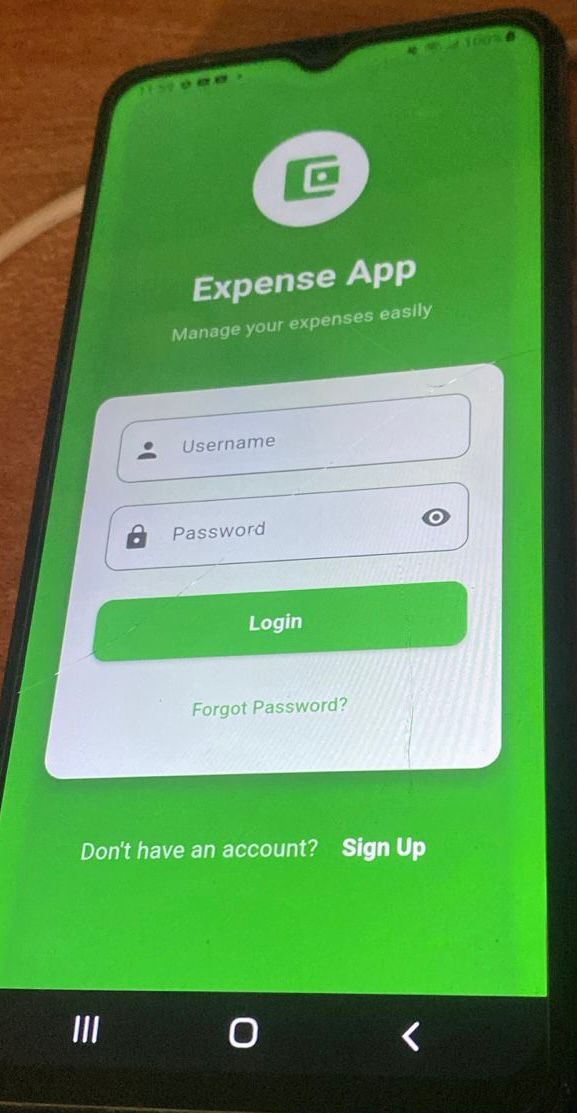 11:59
100%
Expense App
Manage your expenses easily
Username
Password
Login
Forgot Password?
Don't have an account? Sign Up